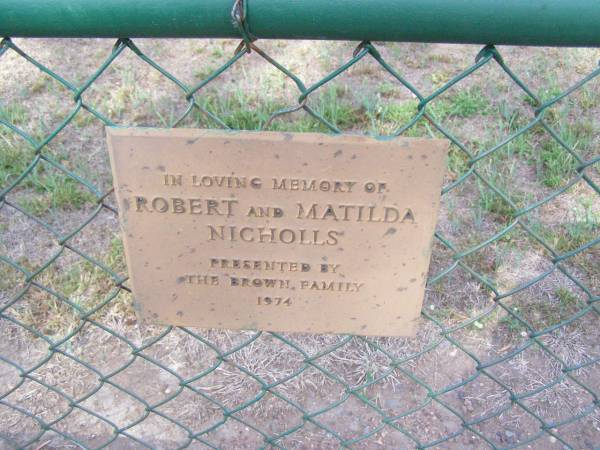 IN LOVING MEMORY OF
ROBERT AND MATILDA
NICHOLLS
PRESENTED BY
THE BROWN FAMILY
1974